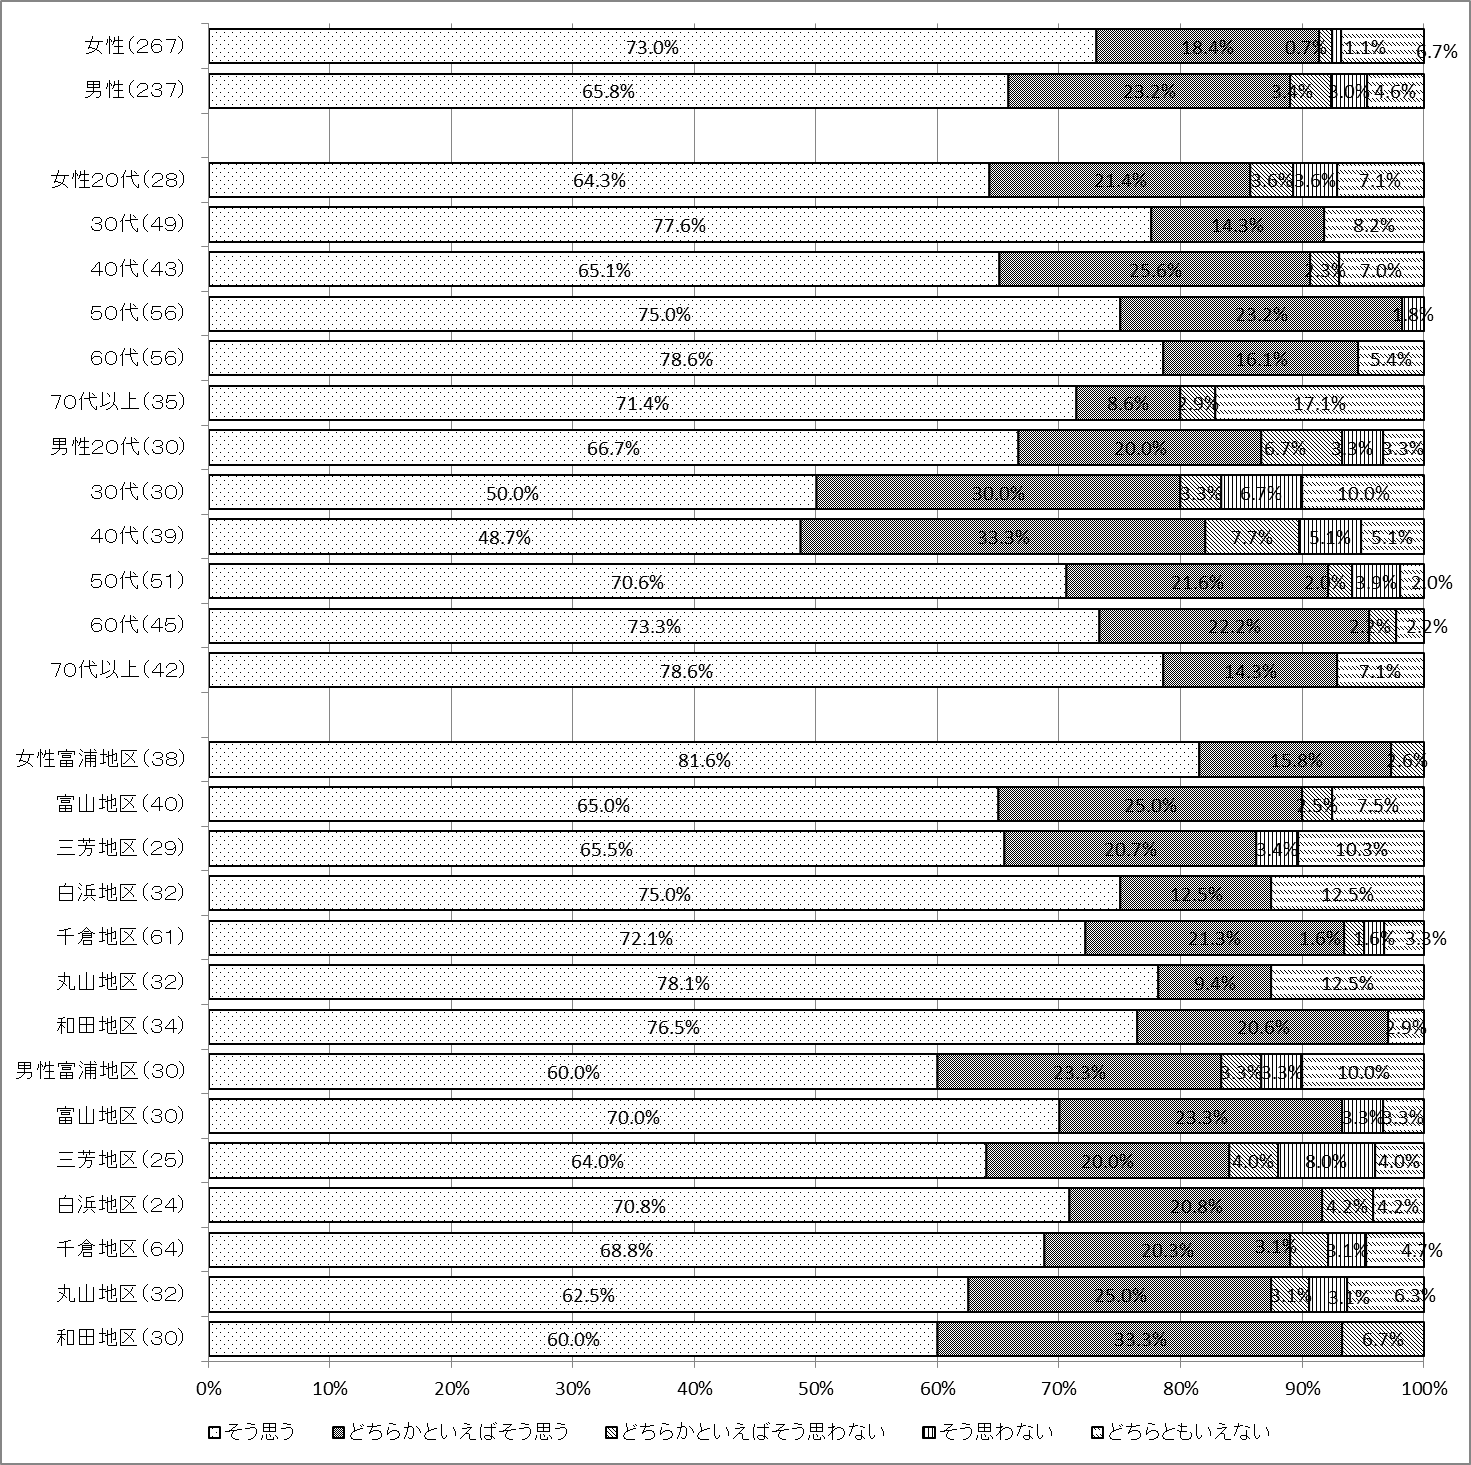 女性(267) 73.0% 18.4% 0.7% 1.1% 6.7%
男性(237) 65.8% 23.2% 3.4% 3.0% 4.6%
女性20代(28) 64.3% 21.4% 3.6% 3.6% 7.1%
30代(49) 77.6% 14.3% 8.2%
40代(43) 65.1% 25.6% 2.3% 7.0%
50代(56) 75.0% 23.2% 1.8%
60代(56) 78.6% 16.1% 5.4%
70代以上(35) 71.4% 8.6% 2.9% 17.1%
男性20代(30) 66.7% 20.0% 6.7% 3.3% 3.3%
30代(30) 50.0% 30.0% 3.3% 6.7% 10.0%
40代(39) 48.7% 33.3% 7.7% 5.1% 5.1%
50代(51) 70.6% 21.6% 2.0% 3.9% 2.0%
60代(45) 73.3% 22.2% 2.2% 2.2%
70代以上(42) 78.6% 14.3% 7.1%
女性富浦地区(38) 81.6% 15.8% 2.6%
富山地区(40) 65.0% 25.0% 2.5% 7.5%
三芳地区(29) 65.5% 20.7% 3.4% 10.3%
白浜地区(32) 75.0% 12.5% 12.5%
千倉地区(61) 72.1% 21.3% 1.6% 1.6% 3.3%
丸山地区(32) 78.1% 9.4% 12.5%
和田地区(34) 76.5% 20.6% 2.9%
男性富浦地区(30) 60.0% 23.3% 3.3% 3.3% 10.0%
富山地区(30) 70.0% 23.3% 3.3% 3.3%
三芳地区(25) 64.0% 20.0% 4.0% 8.0% 4.0%
白浜地区(24) 70.8% 20.8% 4.2% 4.2%
千倉地区(64) 68.8% 20.3% 3.1% 3.1% 4.7%
丸山地区(32) 62.5% 25.0% 3.1% 3.1% 6.3%
和田地区(30) 60.0% 33.3% 6.7%
0% 10% 20% 30% 40% 50% 60% 70% 80% 90% 100%
そう思う どちらかといえばそう思う どちらかといえばそう思わない そう思わない どちらともいえない